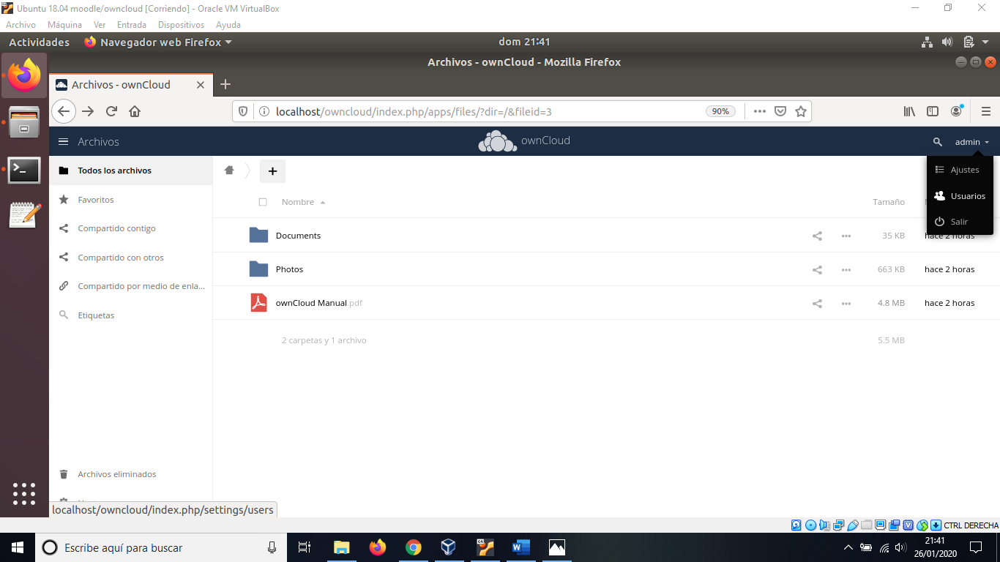 Ubuntu 18.04 moodle/owncloud [Corriendo] - Oracle VM VirtualBox
Archivo Máquina Ver Entrada Dispositivos Ayuda
Actividades Navegador web Firefox dom 21:41
Archivos - ownCloud - Mozilla Firefox
Archivos - ownCloud
localhost/owncloud/index.php/apps/files/?dir=/&fileid=3 90%
Archivos ownCloud admin
Todos los archivos
Favoritos
Compartido contigo
Compartido con otros
Compartido por medio de enla...
Etiquetas
Archivos eliminados
Ajustes
Usuarios
Salir
Nombre Tamaño
Documents 35 KB hace 2 horas
Photos 663 KB hace 2 horas
ownCloud Manual.pdf 4.8 MB hace 2 horas
2 carpetas y 1 archivo 5.5 MB
localhost/owncloud/index.php/settings/users
CTRL DERECHA
Escribe aquí para buscar
21:41
26/01/2020